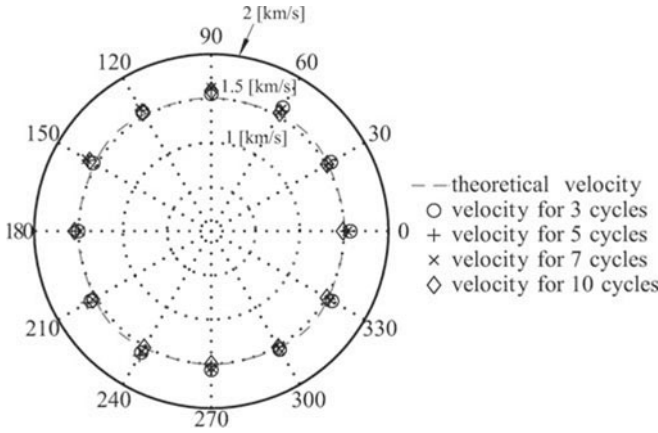 2 [km/s]
90
120
60
1.5 [km/s]
150
1 [km/s]
30
180
0
210
330
240
300
270
theoretical velocity
velocity for 3 cycles
velocity for 5 cycles
velocity for 7 cycles
velocity for 10 cycles